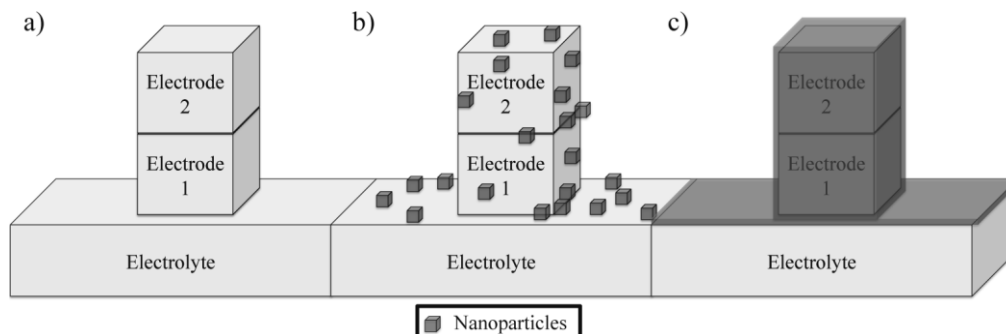 a)
b)
c)
Electrode
2
Electrode
2
Electrode
2
Electrode
1
Electrode
1
Electrode
1
Electrolyte
Electrolyte
Electrolyte
Nanoparticles